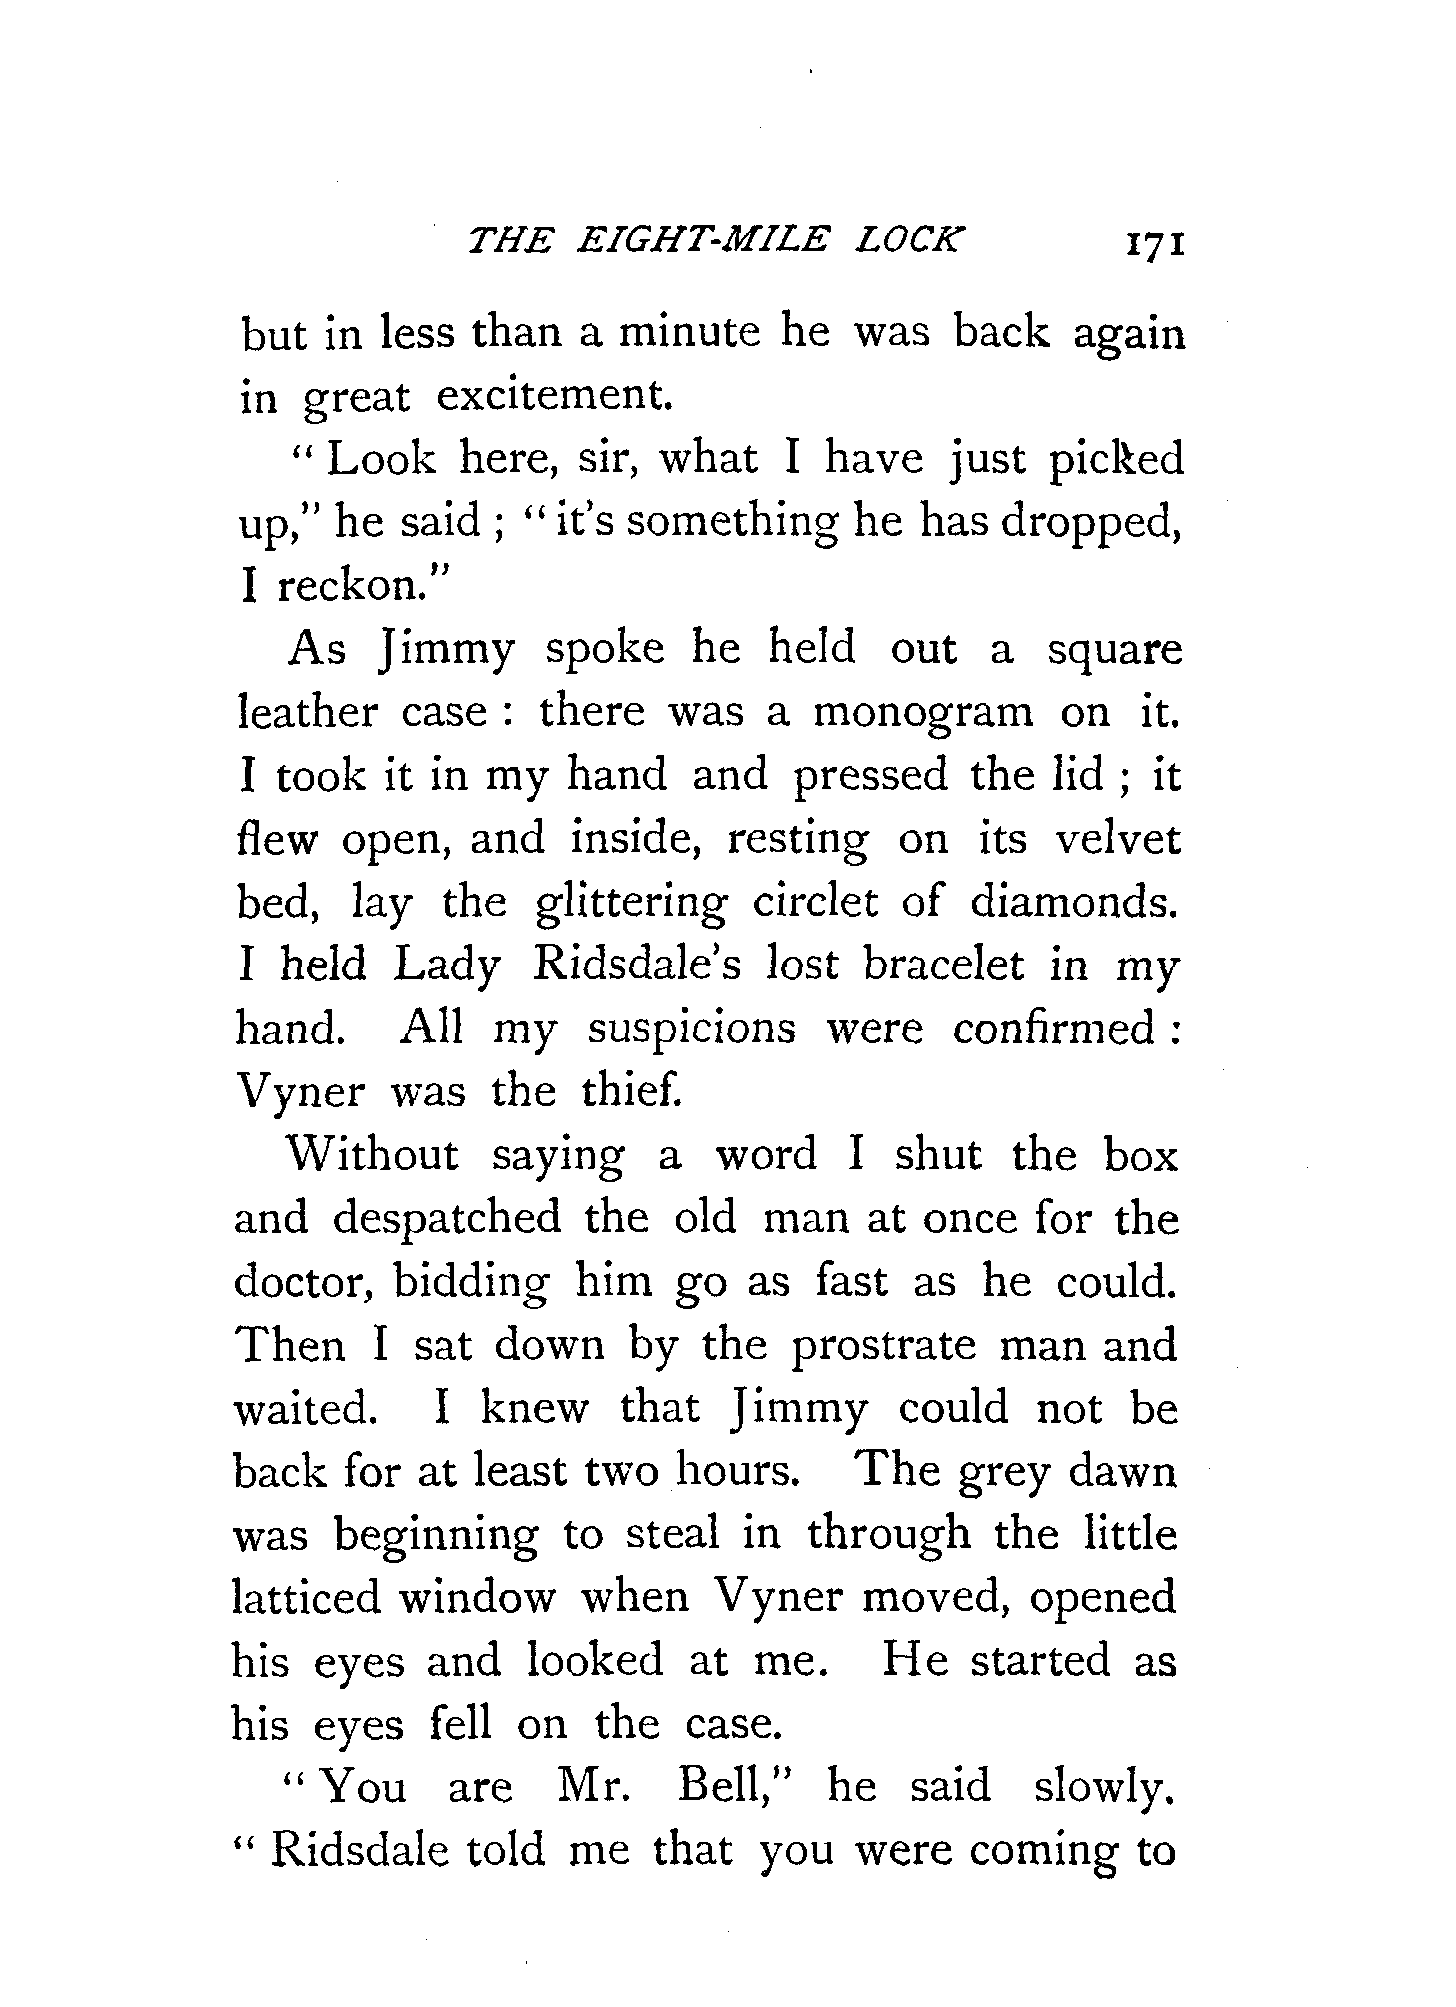 THE EIGHT-MILE LOCK 171
but in less than a minute he was back again
in great excitement.
“ Look here, sir, what I have just picked
up,” he said ; “ it's something he has dropped,
I reckon.”
As Jimmy spoke he held out a square
leather case : there was a monogram on it.
I took it in my hand and pressed the lid ; it
flew open, and inside, resting on its velvet
bed, lay the glittering circlet of diamonds.
I held Lady Ridsdale's lost bracelet in my
hand. All my suspicions were confirmed :
Vyner was the thief.
Without saying a word I shut the box
and despatched the old man at once for the
doctor, bidding him go as fast as he could.
Then I sat down by the prostrate man and
waited. I knew that Jimmy could not be
back for at least two hours. The grey dawn
was beginning to steal in through the little
latticed window when Vyner moved, opened
his eyes and looked at me. He started as
his eyes fell on the case.
“ You are Mr. Bell,” he said slowly.
“ Ridsdale told me that you were coming to